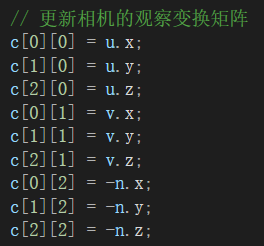 // 更新相机的观察变换矩阵
c[0][0] = u.x;
c[1][0] = u.y;
c[2][0] = u.z;
c[0][1] = v.x;
c[1][1] = v.y;
c[2][1] = v.z;
c[0][2] = -n.x;
c[1][2] = -n.y;
c[2][2] = -n.z;